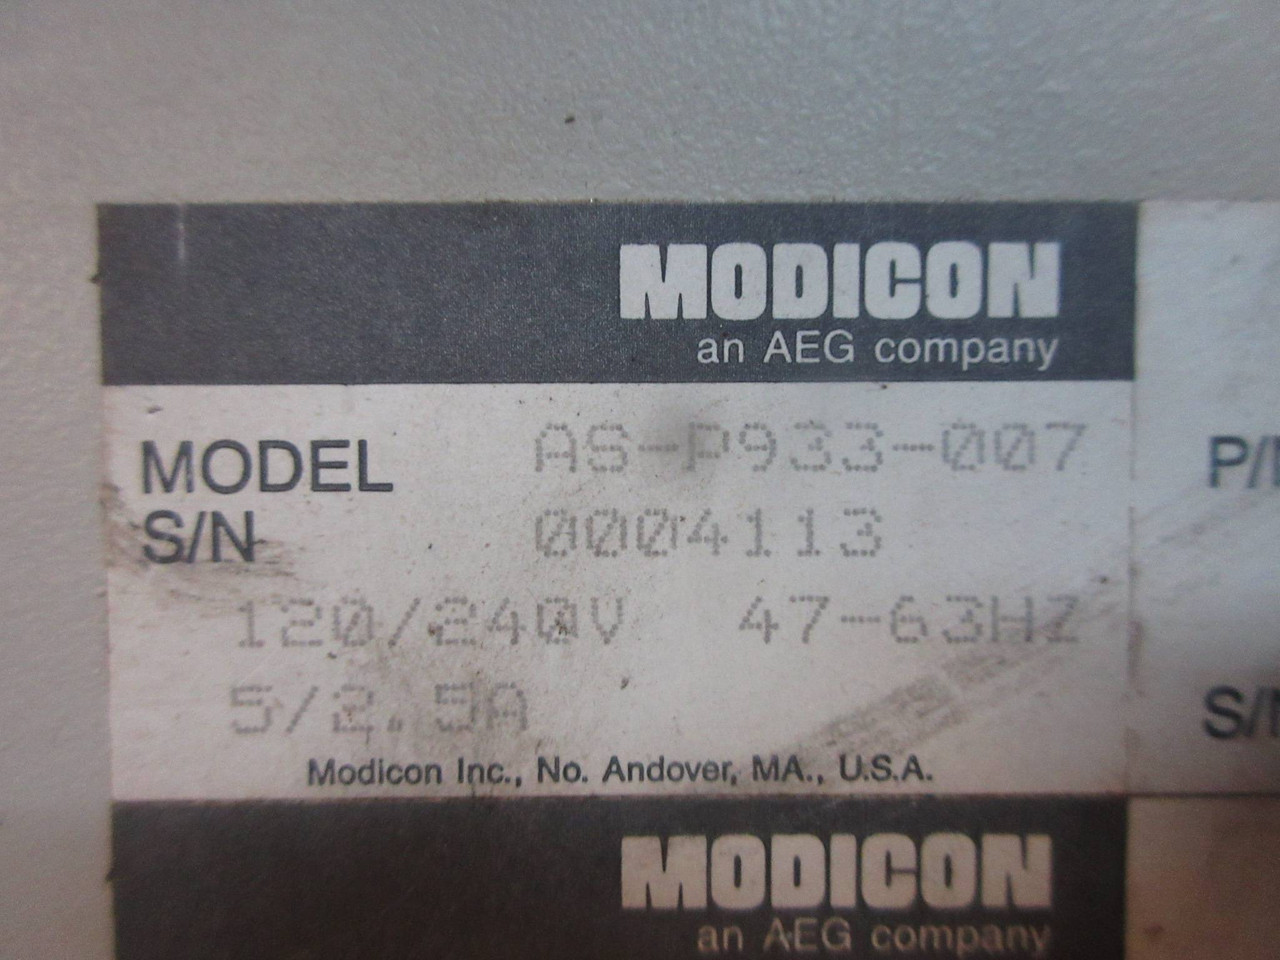 MODICON
an AEG company
MODEL AS-P933-007
S/N 0004113
120/240V 47-63HZ
5/2.5A
Modicon Inc., No. Andover, MA., U.S.A.
MODICON
an AEG company
P/
S/